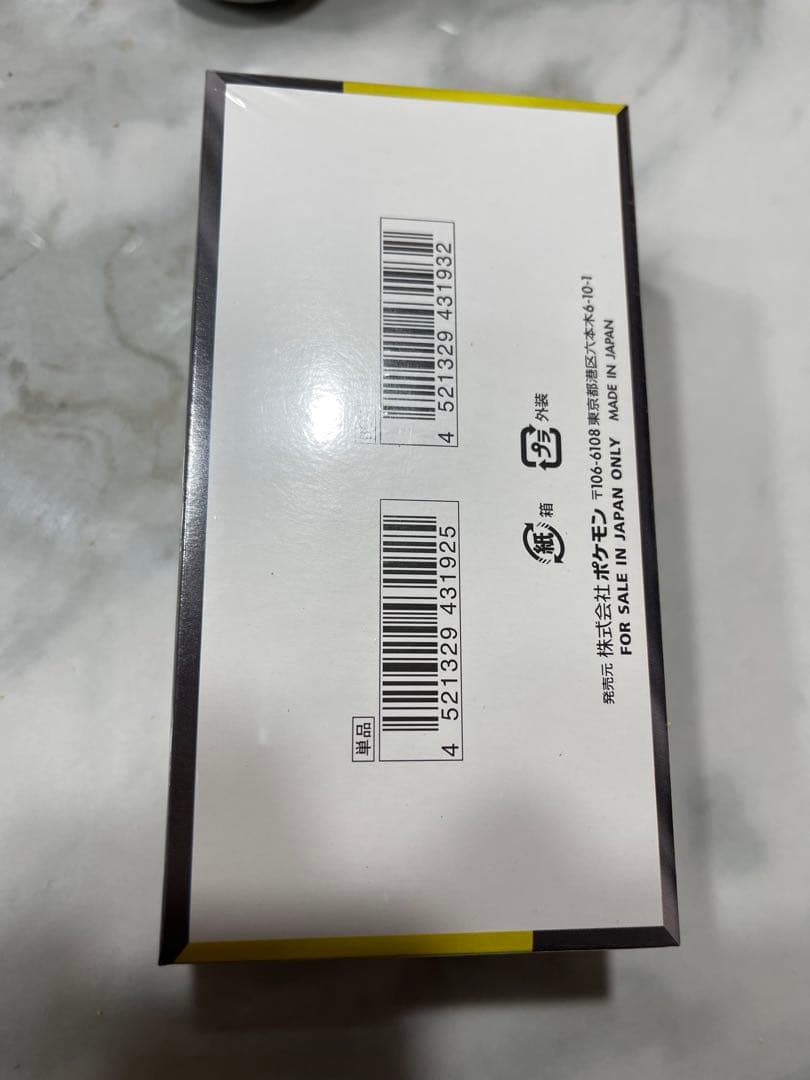 単品
4 521329 431925
4 521329 431932
紙 箱
プラ 外装
発売元 株式会社 ポケモン 〒106-6108 東京都港区六本木6-10-1
FOR SALE IN JAPAN ONLY MADE IN JAPAN